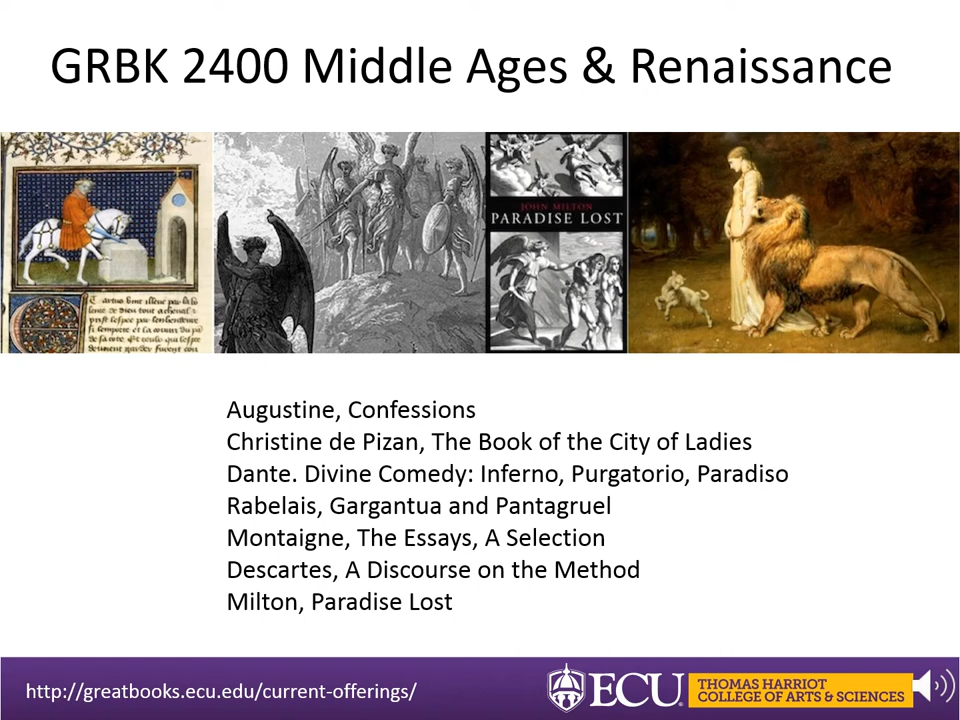 GRBK 2400 Middle Ages & Renaissance
JOHN MILTON
PARADISE LOST
Augustine, Confessions
Christine de Pizan, The Book of the City of Ladies
Dante. Divine Comedy: Inferno, Purgatorio, Paradiso
Rabelais, Gargantua and Pantagruel
Montaigne, The Essays, A Selection
Descartes, A Discourse on the Method
Milton, Paradise Lost
http://greatbooks.ecu.edu/current-offerings/
ECU
THOMAS HARRIOT
COLLEGE OF ARTS & SCIENCES